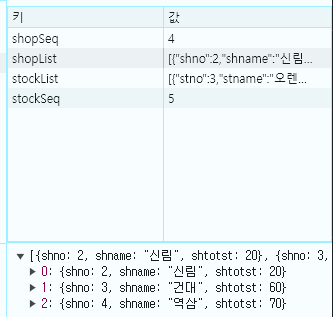 키 값
shopSeq 4
shopList [{"shno":2,"shname":"신림...
stockList [{"stno":3,"stname":"오렌...
stockSeq 5
▼ [{shno: 2, shname: "신림", shtotst: 20}, {shno: 3,
▶ 0: {shno: 2, shname: "신림", shtotst: 20}
▶ 1: {shno: 3, shname: "건대", shtotst: 60}
▶ 2: {shno: 4, shname: "역삼", shtotst: 70}